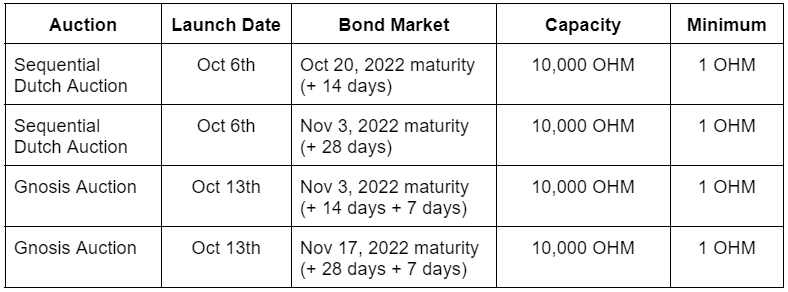 Auction Launch Date Bond Market Capacity Minimum
Sequential Dutch Auction Oct 6th Oct 20, 2022 maturity (+ 14 days) 10,000 OHM 1 OHM
Sequential Dutch Auction Oct 6th Nov 3, 2022 maturity (+ 28 days) 10,000 OHM 1 OHM
Gnosis Auction Oct 13th Nov 3, 2022 maturity (+ 14 days + 7 days) 10,000 OHM 1 OHM
Gnosis Auction Oct 13th Nov 17, 2022 maturity (+ 28 days + 7 days) 10,000 OHM 1 OHM